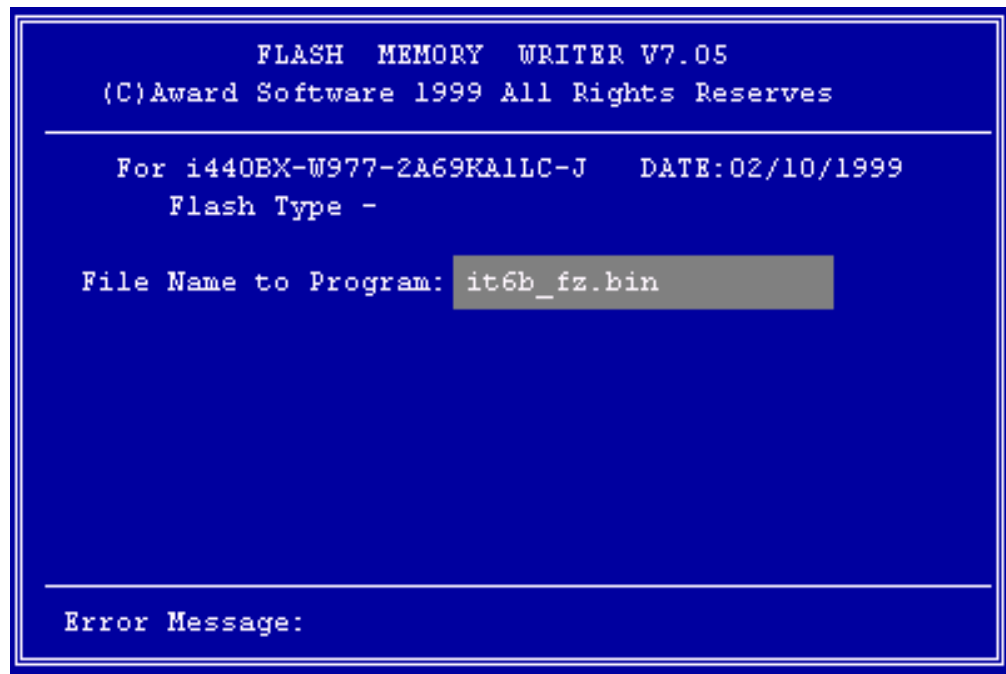 FLASH MEMORY WRITER V7.05
(C)Award Software 1999 All Rights Reserves
For i440BX-W977-2A69KA1LC-J DATE:02/10/1999
Flash Type -
File Name to Program: it6b_fz.bin
Error Message: